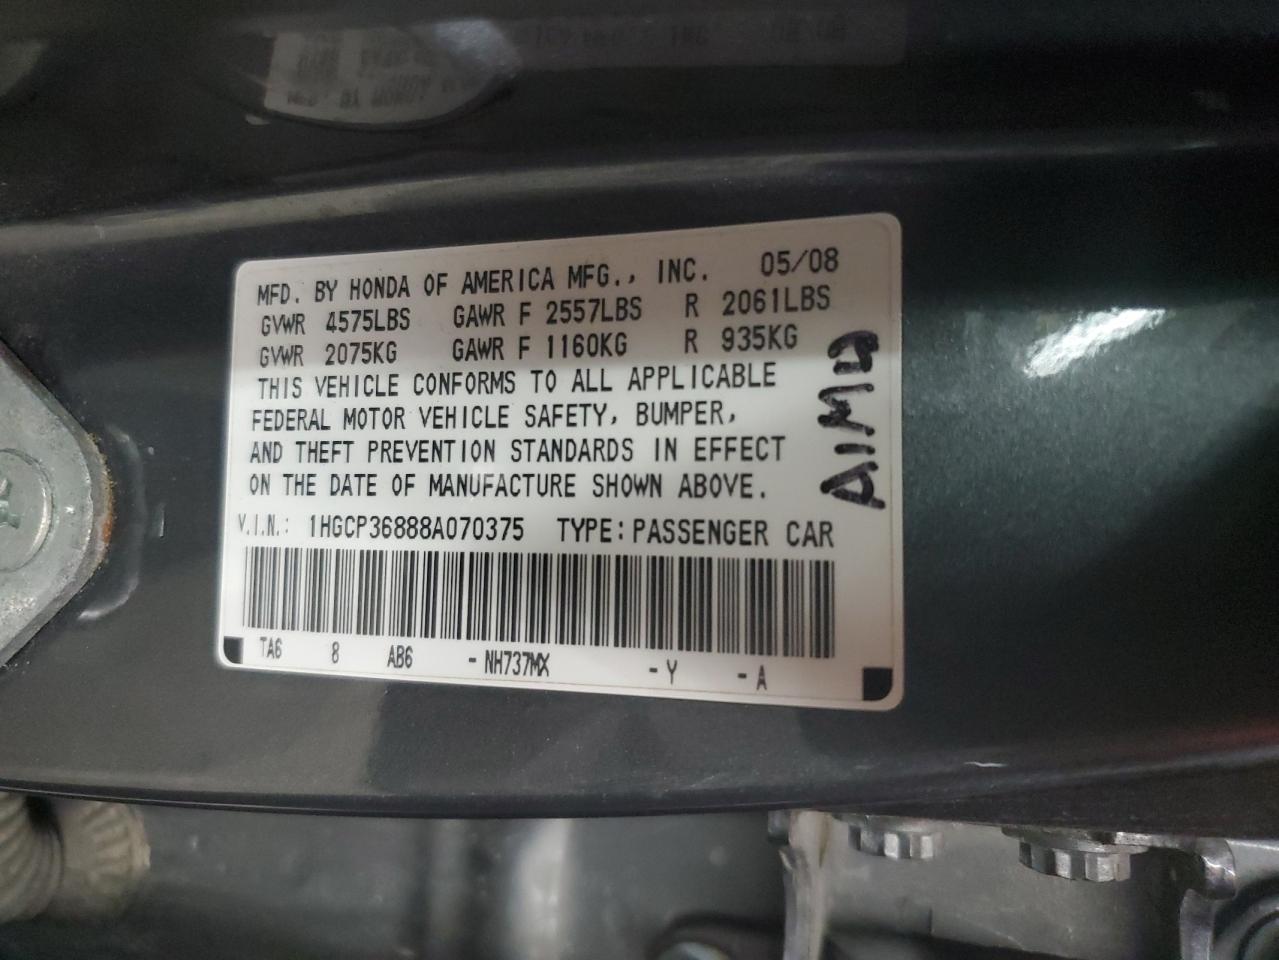 MFD. BY HONDA OF AMERICA MFG., INC. 05/08
GVWR 4575LBS GAWR F 2557LBS R 2061LBS
GVWR 2075KG GAWR F 1160KG R 935KG
THIS VEHICLE CONFORMS TO ALL APPLICABLE
FEDERAL MOTOR VEHICLE SAFETY, BUMPER,
AND THEFT PREVENTION STANDARDS IN EFFECT
ON THE DATE OF MANUFACTURE SHOWN ABOVE.
V.I.N.: 1HGCP36888A070375 TYPE: PASSENGER CAR
TA6 8 AB6 -NH737MX -Y -A